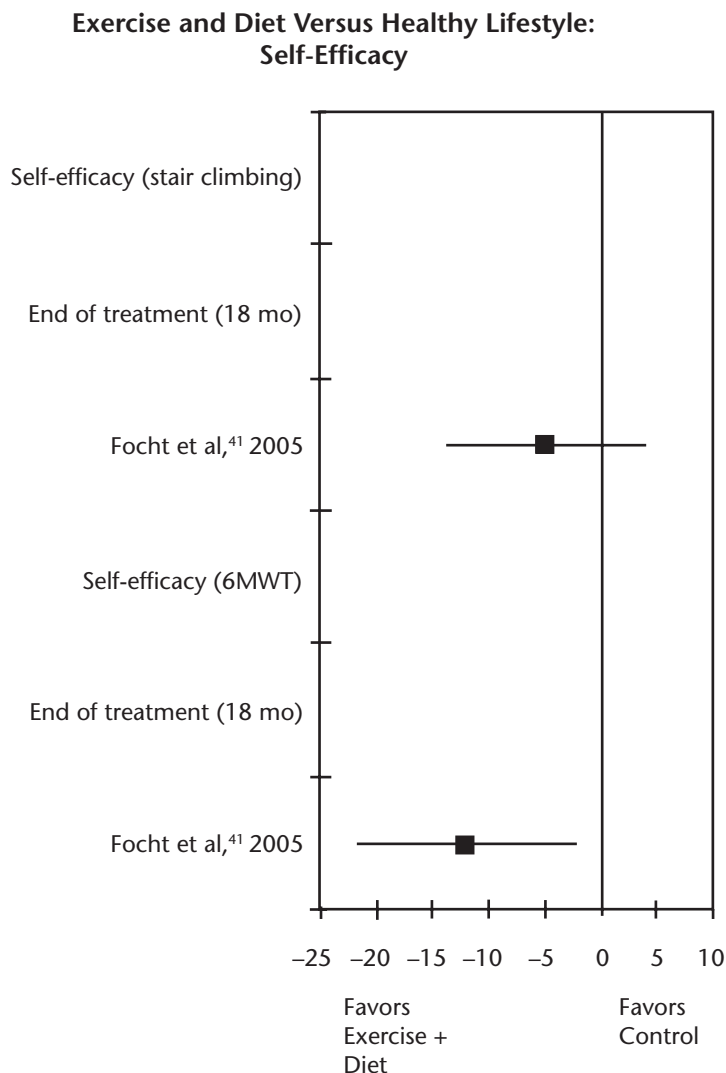 Exercise and Diet Versus Healthy Lifestyle:
Self-Efficacy
Self-efficacy (stair climbing)
End of treatment (18 mo)
Focht et al,⁴¹ 2005
Self-efficacy (6MWT)
End of treatment (18 mo)
Focht et al,⁴¹ 2005
–25 –20 –15 –10 –5 0 5 10
Favors
Exercise +
Diet
Favors
Control